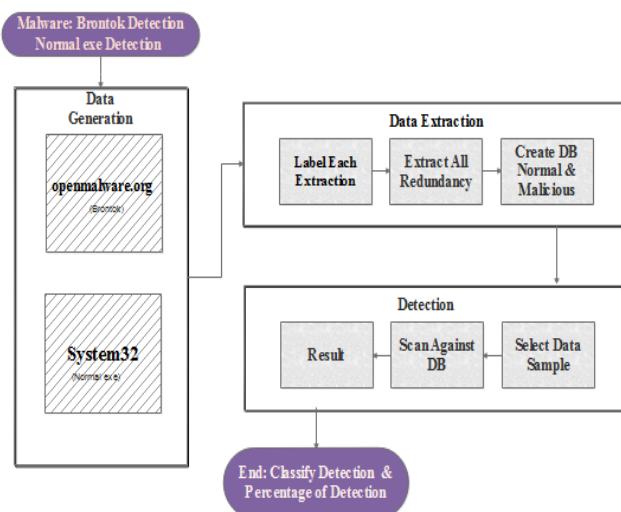 Malware: Brontok Detection
Normal exe Detection
Data
Generation
openmalware.org
(Brontok)
System32
(Normal exe)
Data Extraction
Label Each
Extraction
Extract All
Redundancy
Create DB
Normal &
Malicious
Detection
Result
Scan Against
DB
Select Data
Sample
End: Classify Detection &
Percentage of Detection